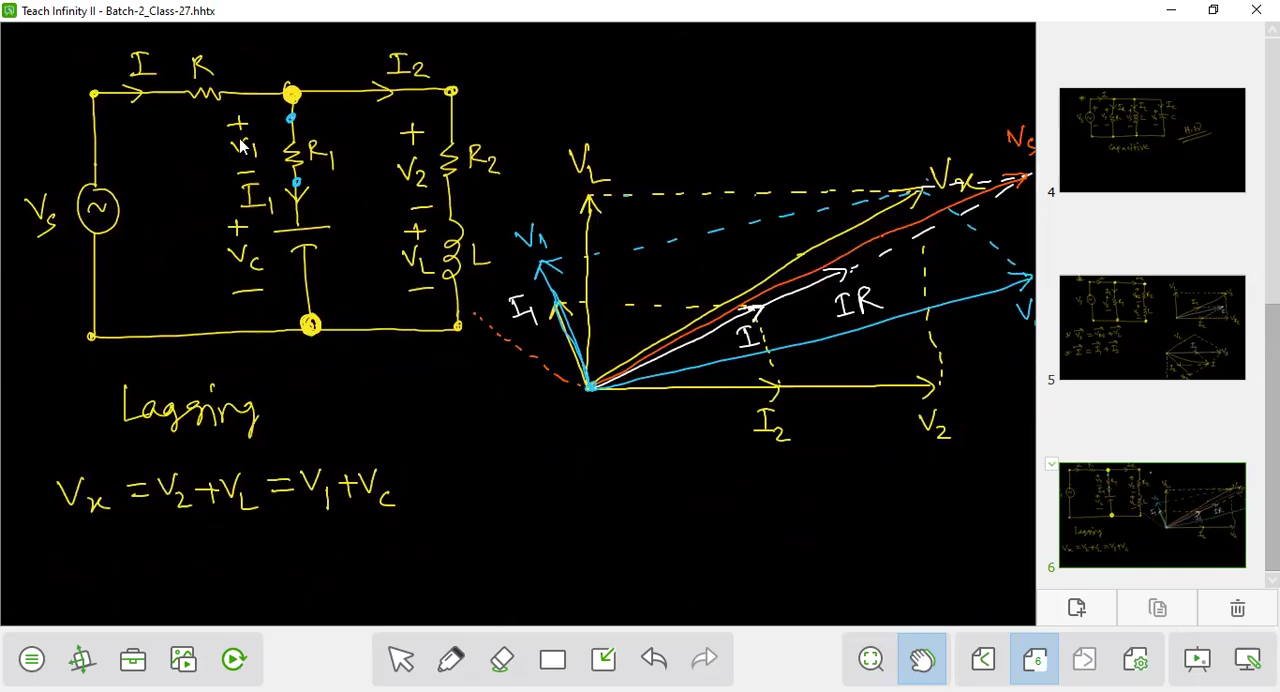 Teach Infinity II - Batch-2_Class-27.hhtx
I R I2
+ V1 - R1 + V2 - R2
Vs I1
+ Vc - + VL - L
VL Vx
V1
I1 I IR
I2 V2
Lagging
Vx = V2 + VL = V1 + Vc
4
5
6
6